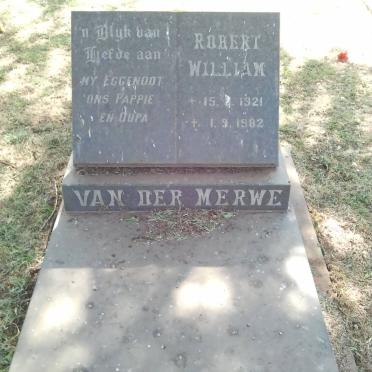 'n Blyk van
Liefde aan
MY EGGENOOT
ONS PAPPIE
EN OUPA
ROBERT
WILLIAM
15. 1921
1. 9. 1982
VAN DER MERWE